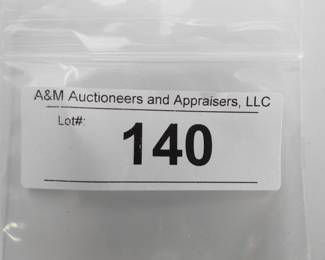 A&M Auctioneers and Appraisers, LLC
Lot#: 140